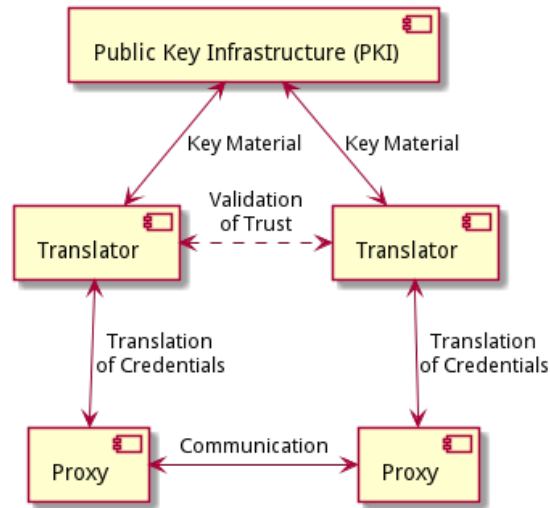 Public Key Infrastructure (PKI)
Key Material
Key Material
Validation
of Trust
Translator
Translator
Translation
of Credentials
Translation
of Credentials
Communication
Proxy
Proxy